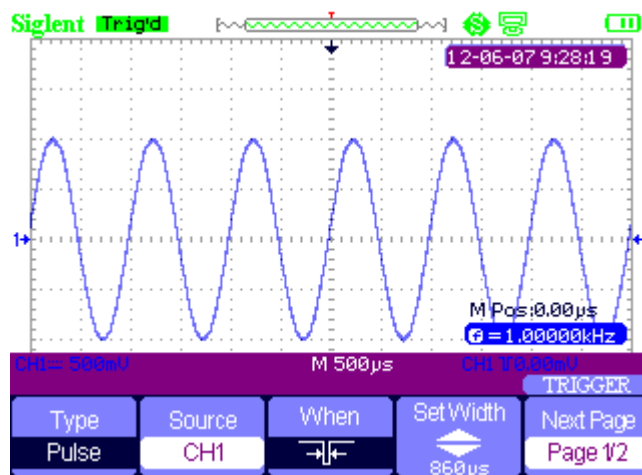 Siglent Trig'd
12-06-07 9:28:19
1
M Pos:0.00µs
f =1.00000kHz
CH1 500mV M 500µs CH1 0.00mV
TRIGGER
Type Source When Set Width Next Page
Pulse CH1 860µs Page 1/2